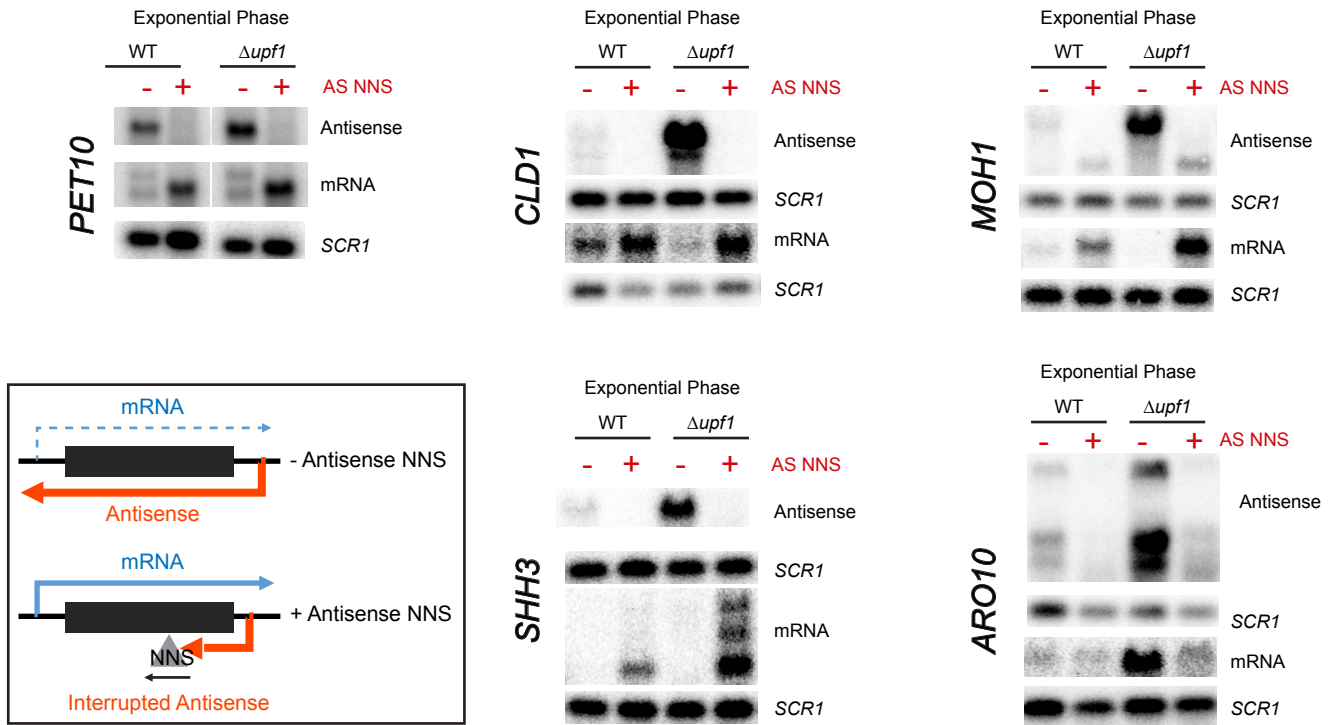 Exponential Phase
WT Δupf1
- + - + AS NNS
Antisense
mRNA
SCR1
PET10
Exponential Phase
WT Δupf1
- + - + AS NNS
Antisense
SCR1
mRNA
SCR1
CLD1
Exponential Phase
WT Δupf1
- + - + AS NNS
Antisense
SCR1
mRNA
SCR1
MOH1
mRNA
- Antisense NNS
Antisense
mRNA
+ Antisense NNS
NNS
Interrupted Antisense
Exponential Phase
WT Δupf1
- + - + AS NNS
Antisense
SCR1
mRNA
SCR1
SHH3
Exponential Phase
WT Δupf1
- + - + AS NNS
Antisense
SCR1
mRNA
SCR1
ARO10